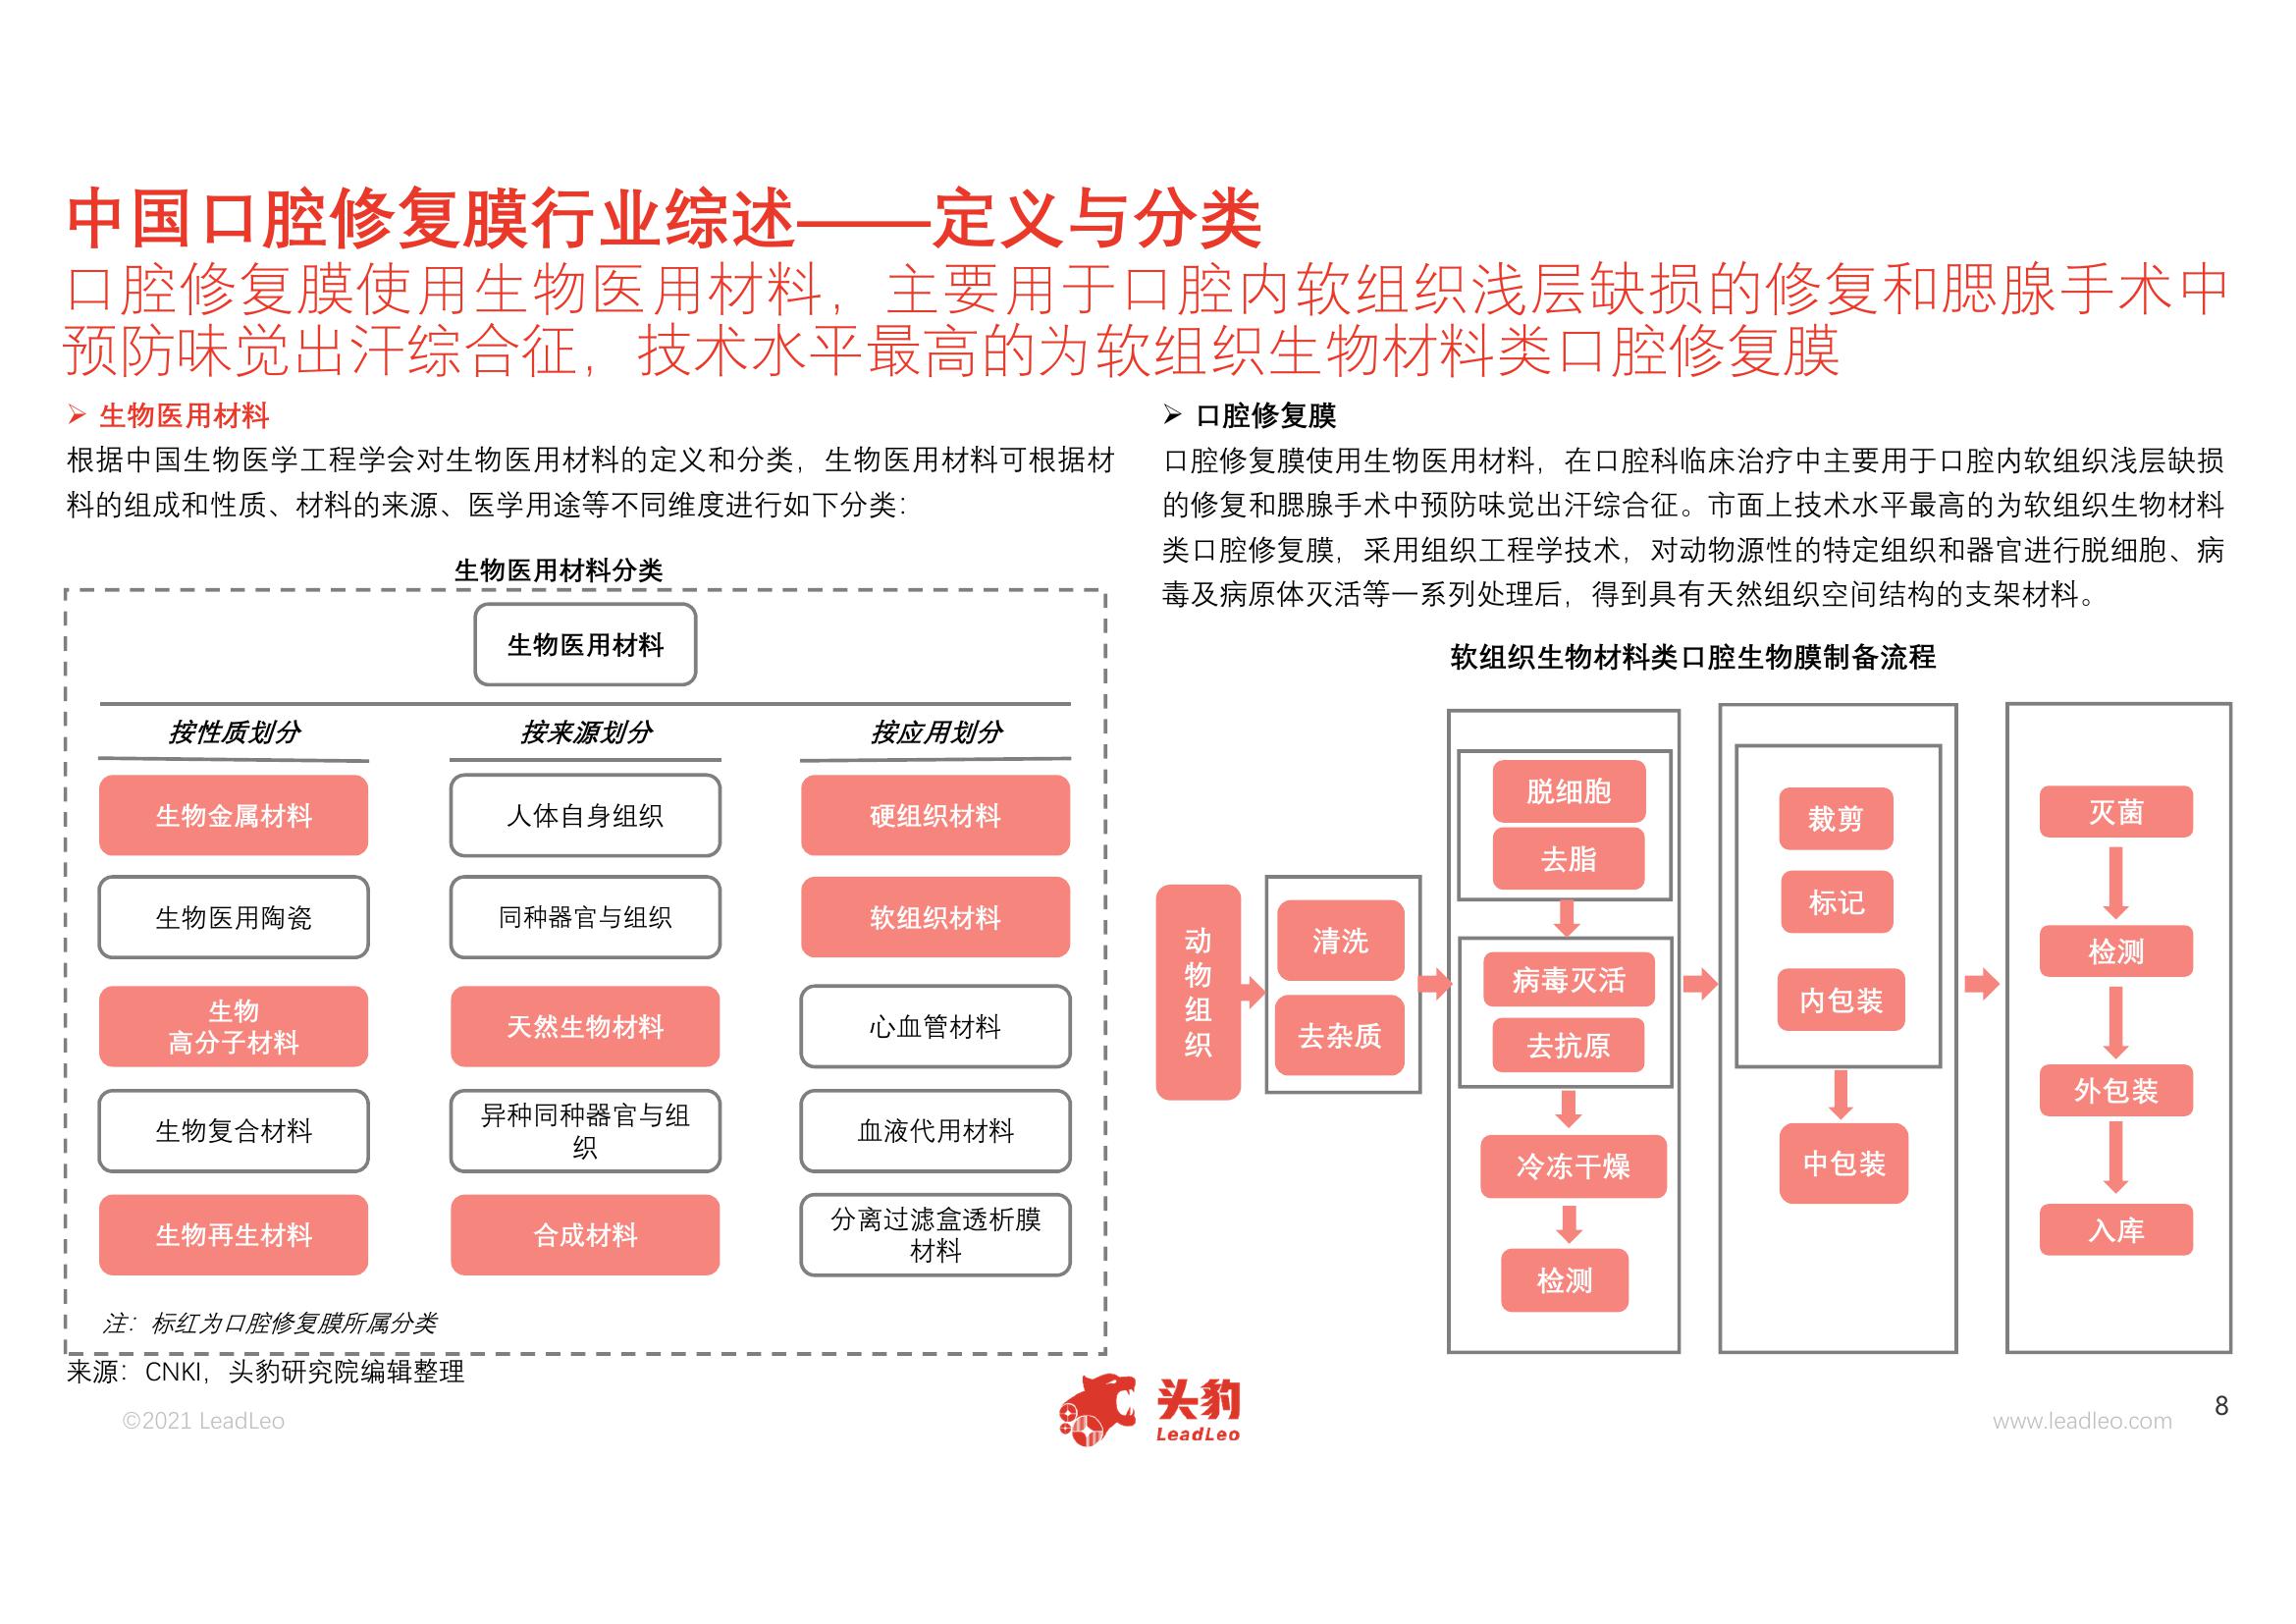 中国口腔修复膜行业综述——定义与分类
口腔修复膜使用生物医用材料，主要用于口腔内软组织浅层缺损的修复和腮腺手术中
预防味觉出汗综合征，技术水平最高的为软组织生物材料类口腔修复膜
➢ 生物医用材料
根据中国生物医学工程学会对生物医用材料的定义和分类，生物医用材料可根据材
料的组成和性质、材料的来源、医学用途等不同维度进行如下分类：
生物医用材料分类
生物医用材料
按性质划分
生物金属材料
生物医用陶瓷
生物
高分子材料
生物复合材料
生物再生材料
按来源划分
人体自身组织
同种器官与组织
天然生物材料
异种同种器官与组
织
合成材料
按应用划分
硬组织材料
软组织材料
心血管材料
血液代用材料
分离过滤盒透析膜
材料
注：标红为口腔修复膜所属分类
来源：CNKI，头豹研究院编辑整理
➢ 口腔修复膜
口腔修复膜使用生物医用材料，在口腔科临床治疗中主要用于口腔内软组织浅层缺损
的修复和腮腺手术中预防味觉出汗综合征。市面上技术水平最高的为软组织生物材料
类口腔修复膜，采用组织工程学技术，对动物源性的特定组织和器官进行脱细胞、病
毒及病原体灭活等一系列处理后，得到具有天然组织空间结构的支架材料。
软组织生物材料类口腔生物膜制备流程
动
物
组
织
清洗
去杂质
脱细胞
去脂
病毒灭活
去抗原
冷冻干燥
检测
裁剪
标记
内包装
中包装
灭菌
检测
外包装
入库
©2021 LeadLeo
头豹
LeadLeo
www.leadleo.com
8